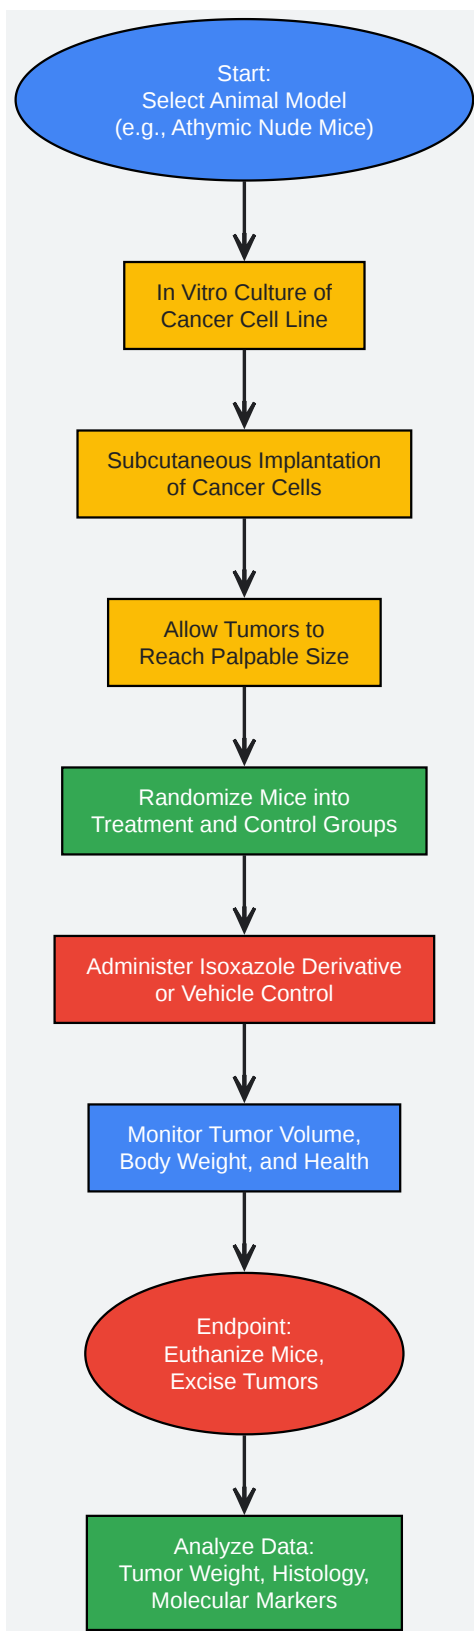 Start:
Select Animal Model
(e.g., Athymic Nude Mice)
In Vitro Culture of
Cancer Cell Line
Subcutaneous Implantation
of Cancer Cells
Allow Tumors to
Reach Palpable Size
Randomize Mice into
Treatment and Control Groups
Administer Isoxazole Derivative
or Vehicle Control
Monitor Tumor Volume,
Body Weight, and Health
Endpoint:
Euthanize Mice,
Excise Tumors
Analyze Data:
Tumor Weight, Histology,
Molecular Markers